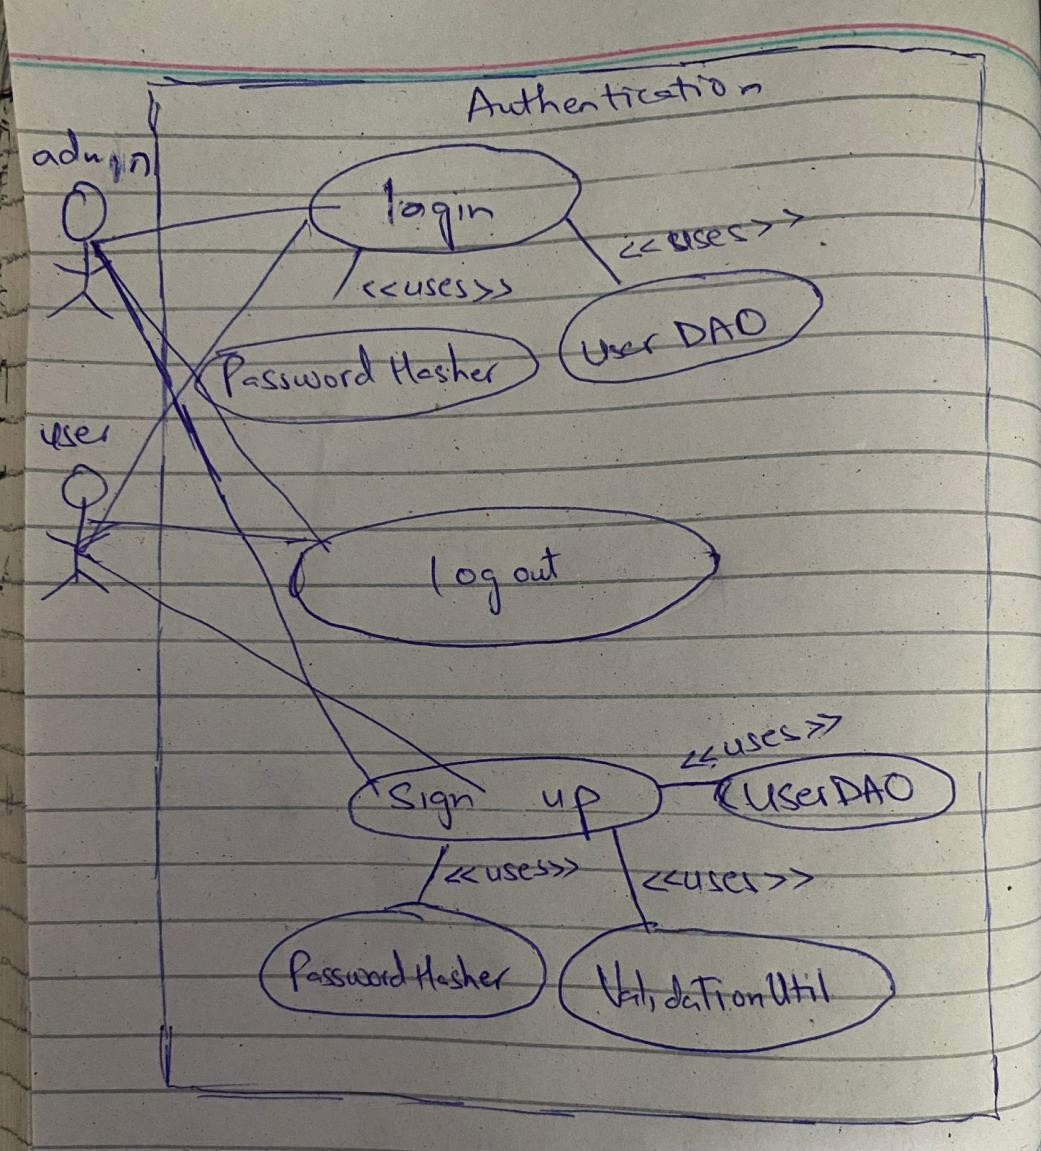 Authentication
admin
login
<<uses>>
<<uses>>
User DAO
Password Hasher
user
log out
<<uses>>
Sign up
UserDAO
<<uses>>
<<uses>>
Password Hasher
ValidationUtil